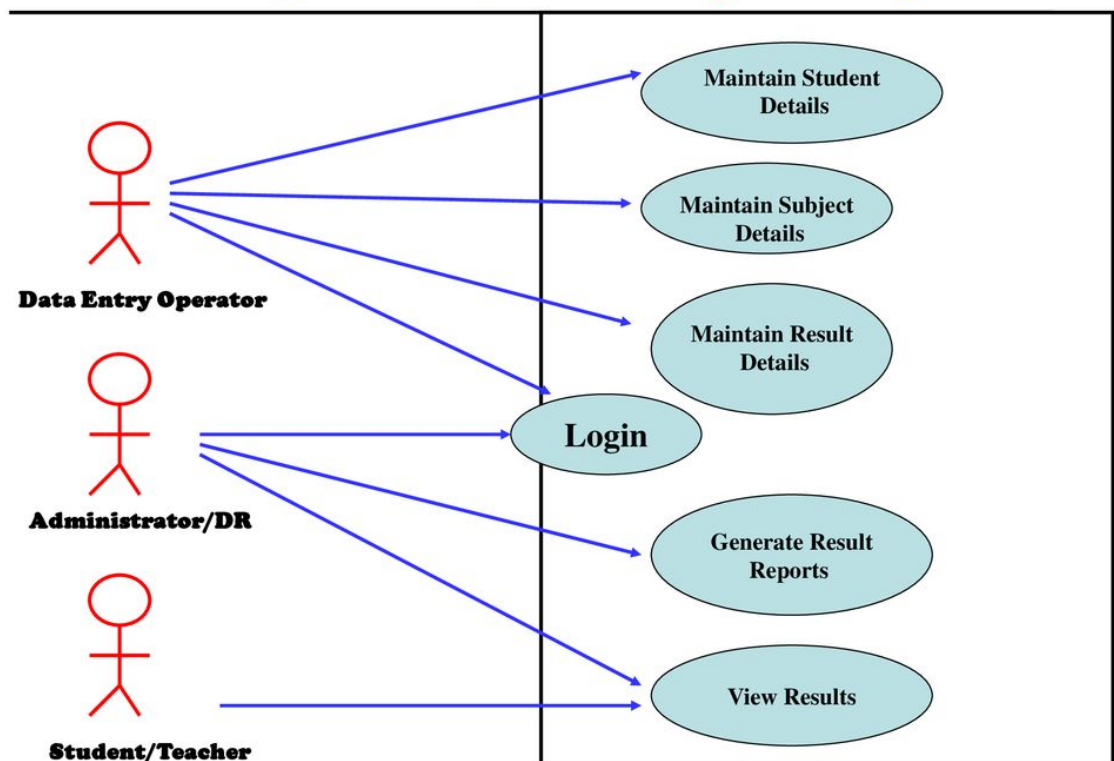 Maintain Student
Details
Maintain Subject
Details
Data Entry Operator
Maintain Result
Details
Login
Administrator/DR
Generate Result
Reports
View Results
Student/Teacher